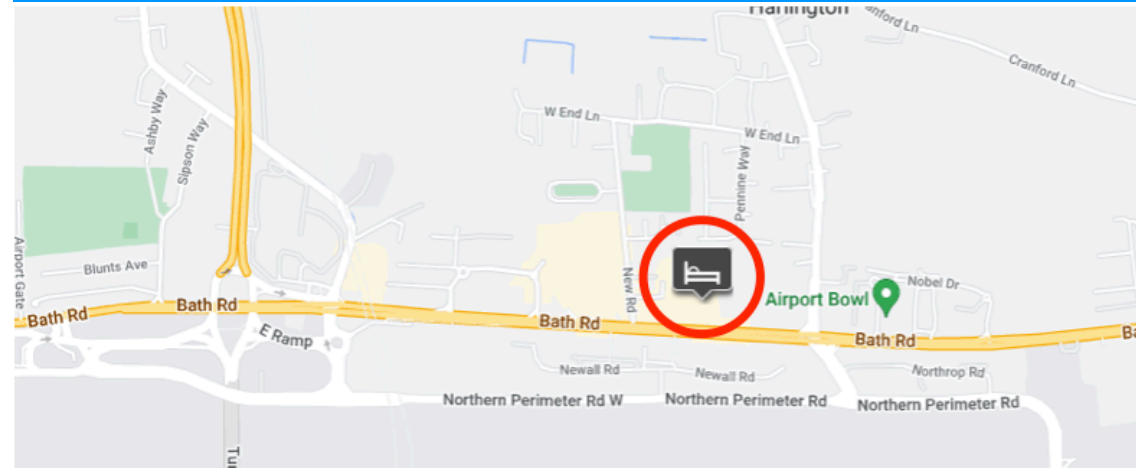 Harlington
Cranford Ln
Ashby Way
Sipson Way
W End Ln
W End Ln
Pennine Way
Airport Gate
Blunts Ave
New Rd
Nobel Dr
Airport Bowl
Bath Rd
Bath Rd
Bath Rd
Bath Rd
E Ramp
Newall Rd
Newall Rd
Northrop Rd
Northern Perimeter Rd W
Northern Perimeter Rd
Northern Perimeter Rd